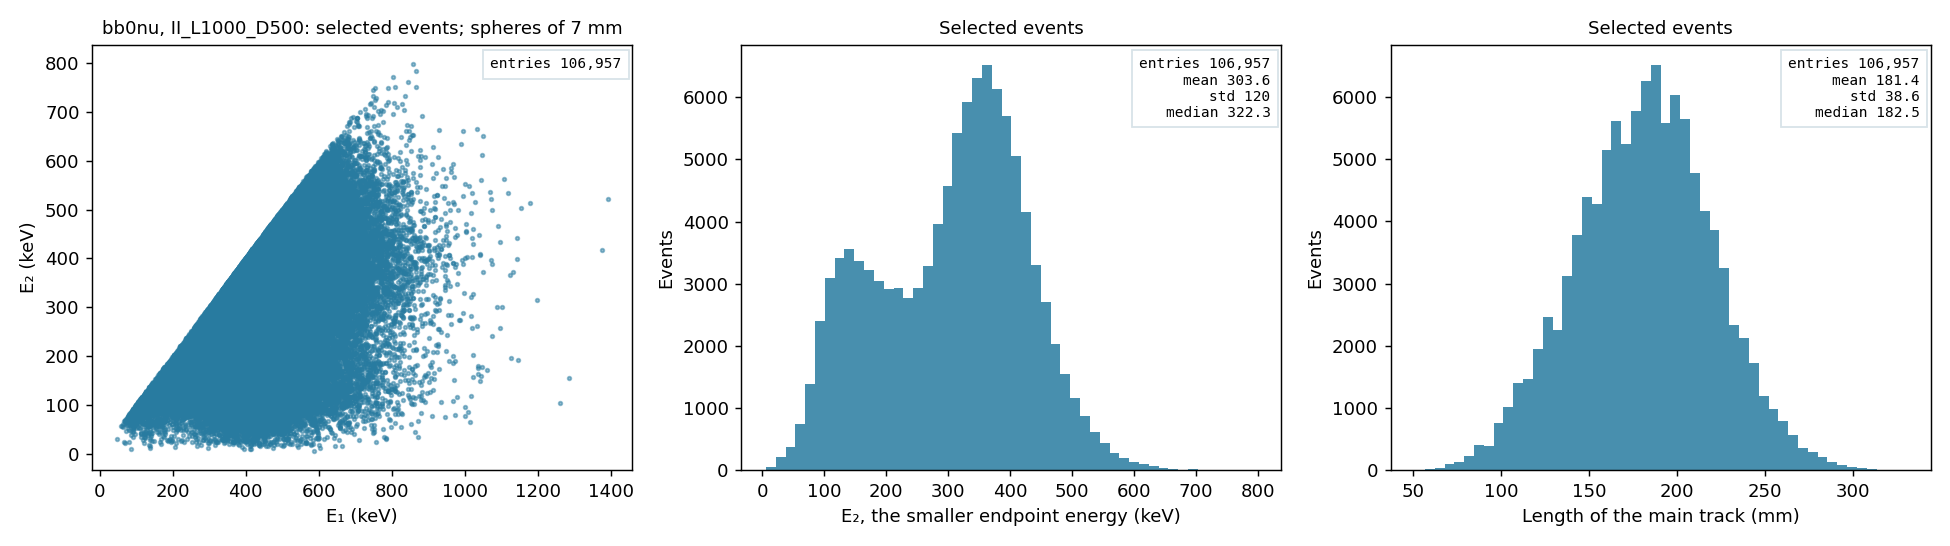 bb0nu, II_L1000_D500: selected events; spheres of 7 mm
entries 106,957
800
700
600
500
400
300
200
100
0
E₂ (keV)
0 200 400 600 800 1000 1200 1400
E₁ (keV)
Selected events
entries 106,957
mean 303.6
std 120
median 322.3
6000
5000
4000
3000
2000
1000
0
Events
0 100 200 300 400 500 600 700 800
E₂, the smaller endpoint energy (keV)
Selected events
entries 106,957
mean 181.4
std 38.6
median 182.5
6000
5000
4000
3000
2000
1000
0
Events
50 100 150 200 250 300
Length of the main track (mm)